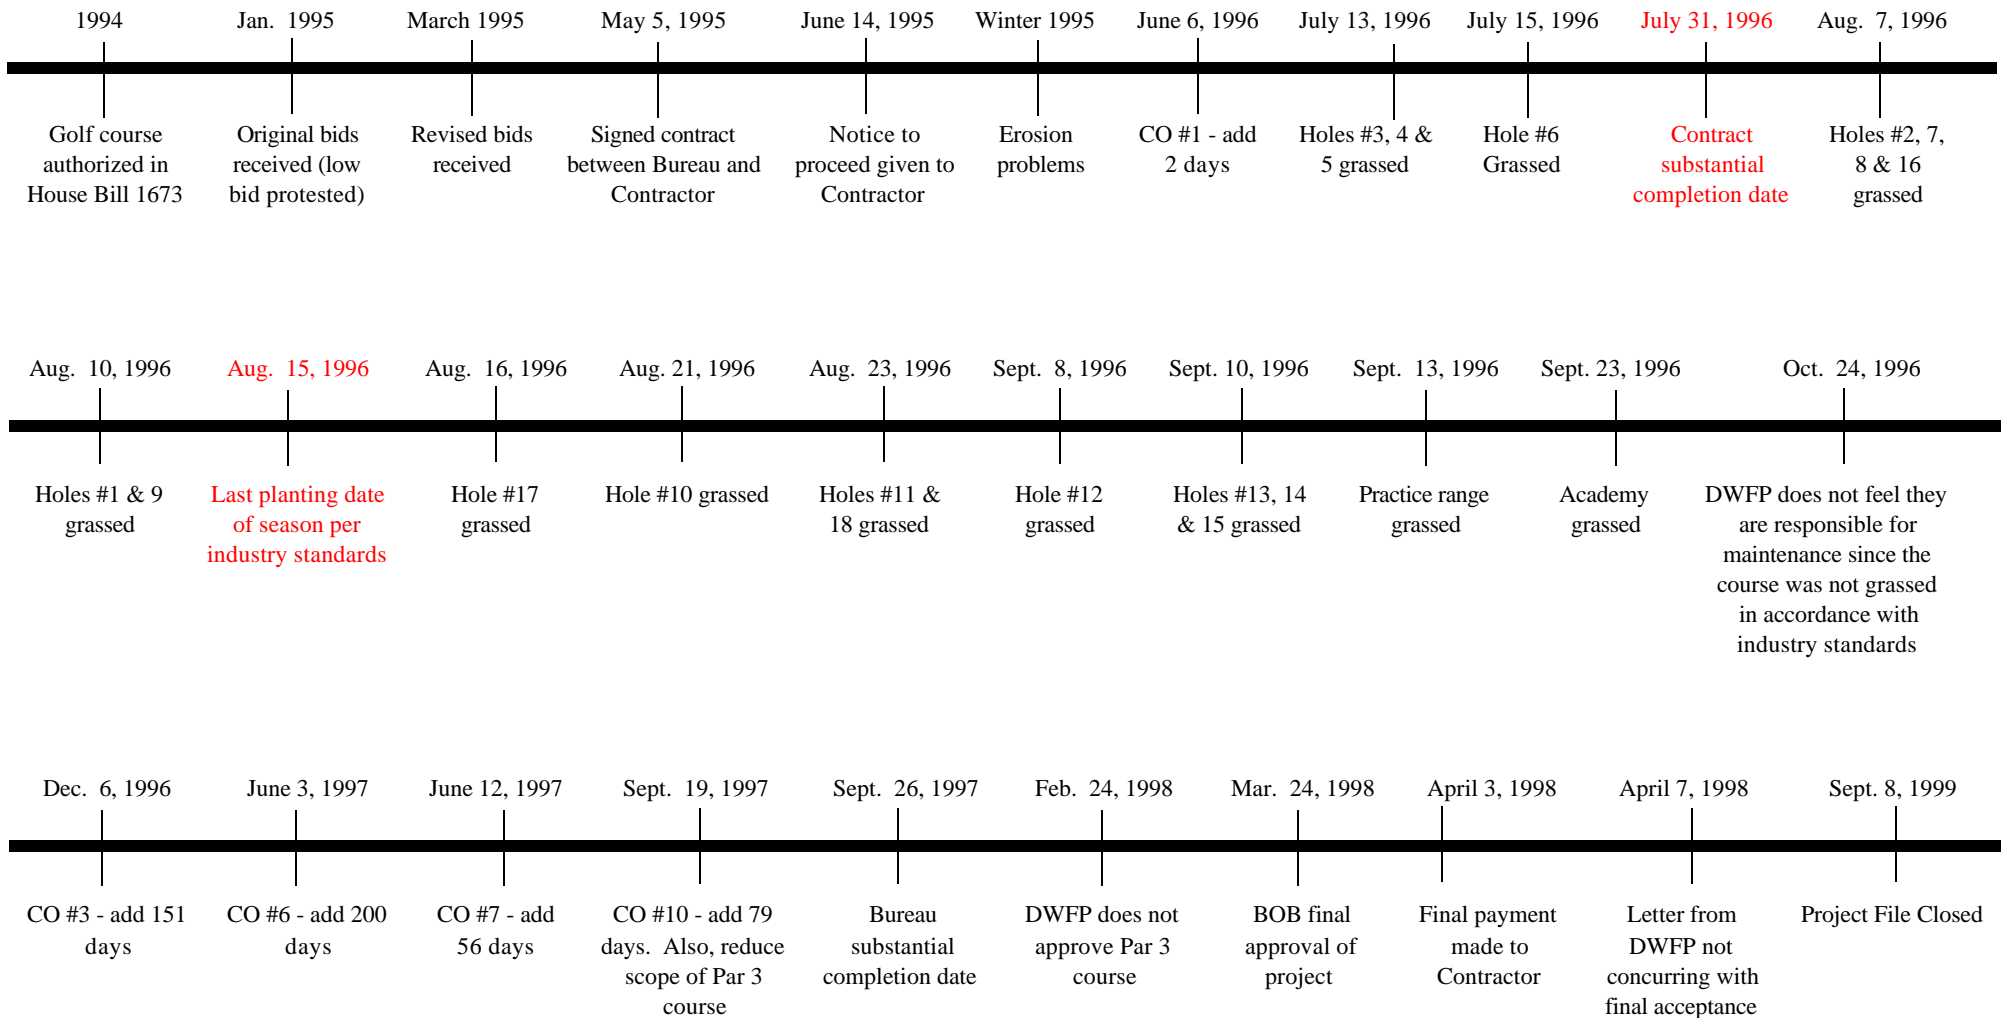 1994
Jan. 1995
March 1995
May 5, 1995
June 14, 1995
Winter 1995
June 6, 1996
July 13, 1996
July 15, 1996
July 31, 1996
Aug. 7, 1996
Golf course
authorized in
House Bill 1673
Original bids
received (low
bid protested)
Revised bids
received
Signed contract
between Bureau and
Contractor
Notice to
proceed given to
Contractor
Erosion
problems
CO #1 - add
2 days
Holes #3, 4 &
5 grassed
Hole #6
Grassed
Contract
substantial
completion date
Holes #2, 7,
8 & 16
grassed
Aug. 10, 1996
Aug. 15, 1996
Aug. 16, 1996
Aug. 21, 1996
Aug. 23, 1996
Sept. 8, 1996
Sept. 10, 1996
Sept. 13, 1996
Sept. 23, 1996
Oct. 24, 1996
Holes #1 & 9
grassed
Last planting date
of season per
industry standards
Hole #17
grassed
Hole #10 grassed
Holes #11 &
18 grassed
Hole #12
grassed
Holes #13, 14
& 15 grassed
Practice range
grassed
Academy
grassed
DWFP does not feel they
are responsible for
maintenance since the
course was not grassed
in accordance with
industry standards
Dec. 6, 1996
June 3, 1997
June 12, 1997
Sept. 19, 1997
Sept. 26, 1997
Feb. 24, 1998
Mar. 24, 1998
April 3, 1998
April 7, 1998
Sept. 8, 1999
CO #3 - add 151
days
CO #6 - add 200
days
CO #7 - add
56 days
CO #10 - add 79
days. Also, reduce
scope of Par 3
course
Bureau
substantial
completion date
DWFP does not
approve Par 3
course
BOB final
approval of
project
Final payment
made to
Contractor
Letter from
DWFP not
concurring with
final acceptance
Project File Closed